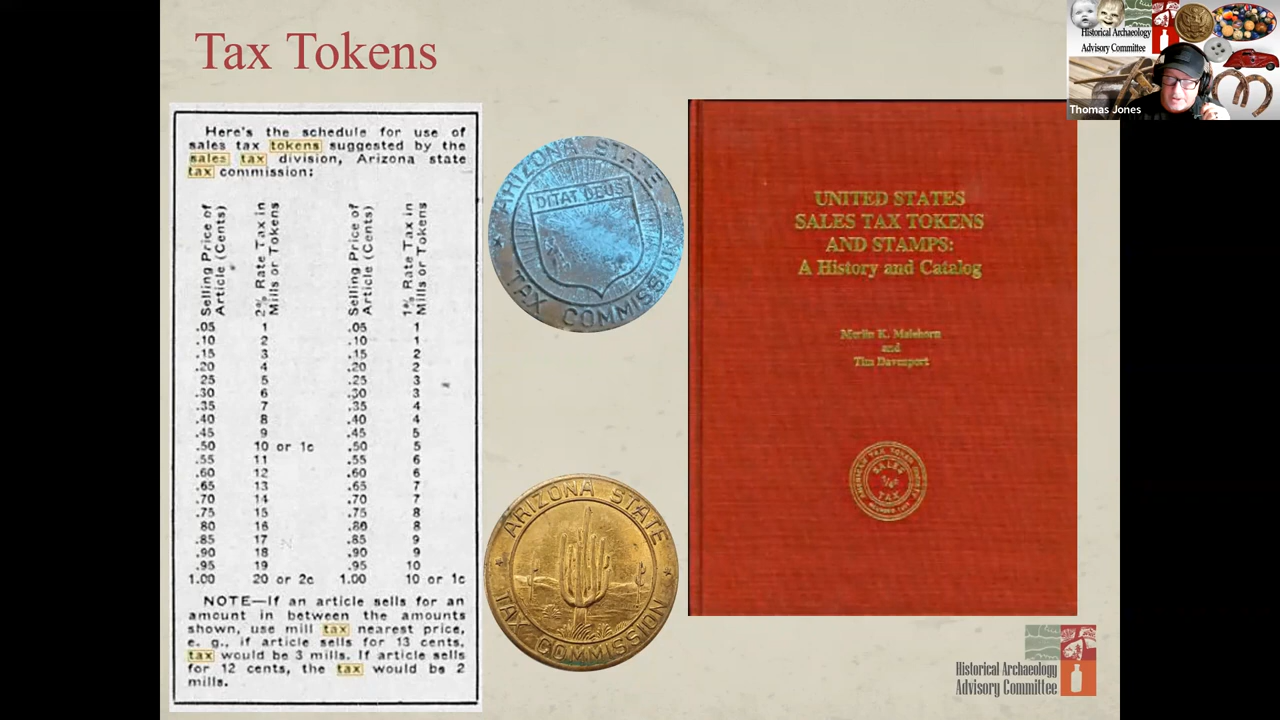 Tax Tokens
Here's the schedule for use of
sales tax tokens suggested by the
sales tax division, Arizona state
tax commission:
Selling Price of
Article (Cents)
2% Rate Tax in
Mills or Tokens
Selling Price of
Article (Cents)
1% Rate Tax in
Mills or Tokens
.05 1 .05 1
.10 2 .10 1
.15 3 .15 2
.20 4 .20 2
25 5 .25 3
.30 6 .30 3
.35 7 .35 4
.40 8 .40 4
.45 9 .45 5
.50 10 or 1c .50 5
.55 11 .55 6
.60 12 .60 6
.65 13 .65 7
.70 14 .70 7
.75 15 .75 8
80 16 .80 8
.85 17 .85 9
.90 18 .90 9
.95 19 .95 10
1.00 20 or 2c 1.00 10 or 1c
NOTE—If an article sells for an
amount in between the amounts
shown, use mill tax nearest price,
e. g., if article sells for 13 cents,
tax would be 3 mills. If article sells
for 12 cents, the tax would be 2
mills.
ARIZONA STATE
DITAT DEUS
TAX COMMISSION
ARIZONA STATE
TAX COMMISSION
UNITED STATES
SALES TAX TOKENS
AND STAMPS:
A History and Catalog
Merlin K. Malehorn
and
Tim Davenport
AMERICAN TAX TOKEN SOCIETY
SALES
TAX
Historical Archaeology
Advisory Committee
Thomas Jones
Historical Archaeology
Advisory Committee